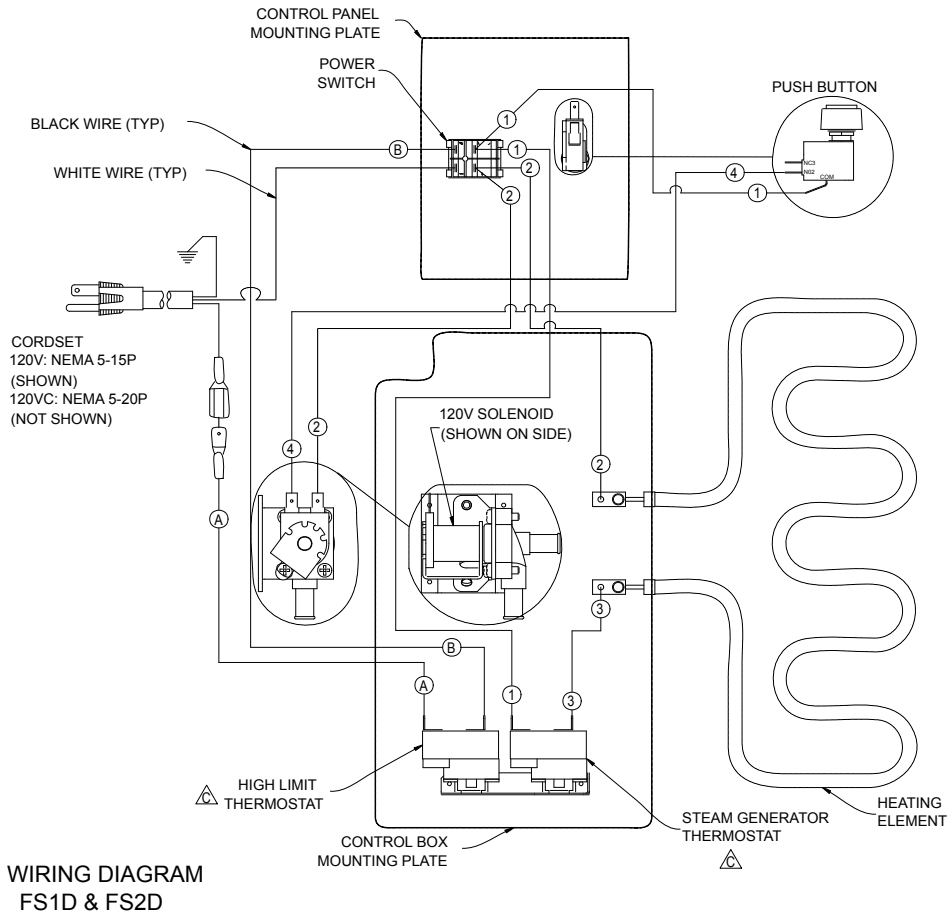 CONTROL PANEL
MOUNTING PLATE
POWER
SWITCH
PUSH BUTTON
BLACK WIRE (TYP)
WHITE WIRE (TYP)
1
B
1
2
2
4
1
NC3
N02
COM
CORDSET
120V: NEMA 5-15P
(SHOWN)
120VC: NEMA 5-20P
(NOT SHOWN)
120V SOLENOID
(SHOWN ON SIDE)
4
2
2
A
3
B
A
1
3
C
HIGH LIMIT
THERMOSTAT
CONTROL BOX
MOUNTING PLATE
STEAM GENERATOR
THERMOSTAT
C
HEATING
ELEMENT
WIRING DIAGRAM
FS1D & FS2D